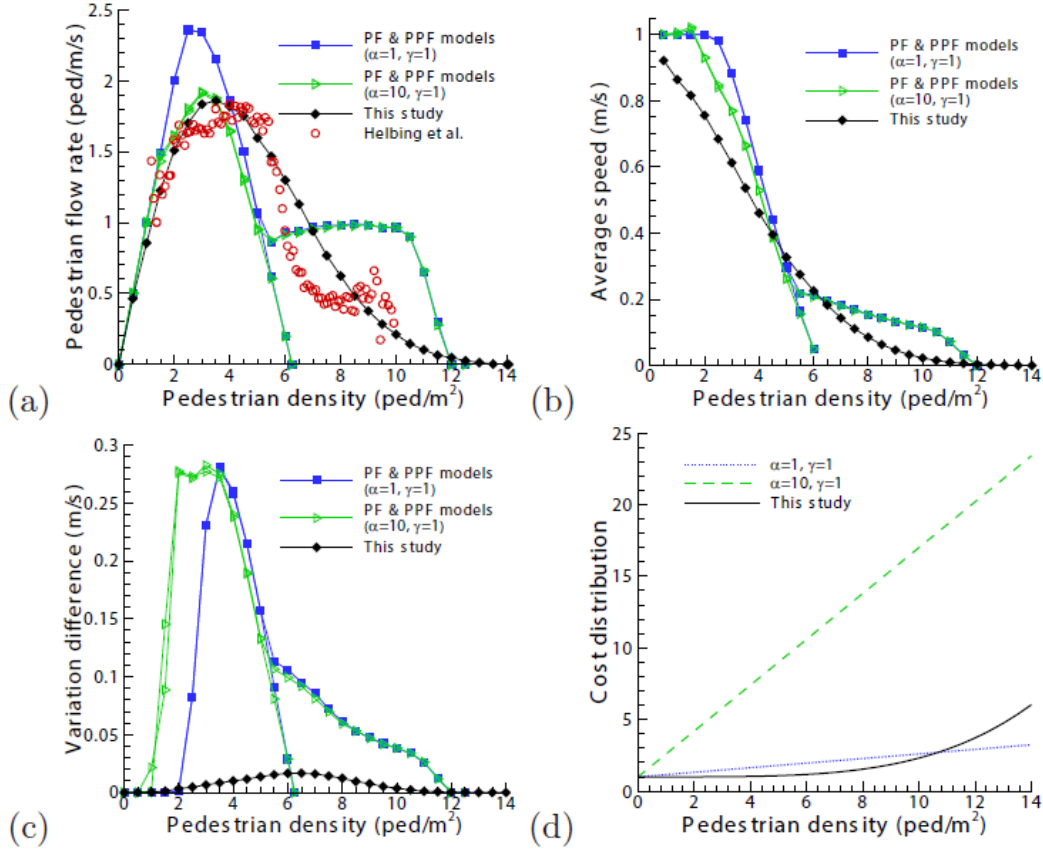 2.5
2
1.5
1
0.5
0
0 2 4 6 8 10 12 14
Pedestrian flow rate (ped/m/s)
Pedestrian density (ped/m²)
PF & PPF models
(α=1, γ=1)
PF & PPF models
(α=10, γ=1)
This study
Helbing et al.
(a)
1
0.8
0.6
0.4
0.2
0
0 2 4 6 8 10 12 14
Average speed (m/s)
Pedestrian density (ped/m²)
PF & PPF models
(α=1, γ=1)
PF & PPF models
(α=10, γ=1)
This study
(b)
0.3
0.25
0.2
0.15
0.1
0.05
0
0 2 4 6 8 10 12 14
Variation difference (m/s)
Pedestrian density (ped/m²)
PF & PPF models
(α=1, γ=1)
PF & PPF models
(α=10, γ=1)
This study
(c)
25
20
15
10
5
0
0 2 4 6 8 10 12 14
Cost distribution
Pedestrian density (ped/m²)
α=1, γ=1
α=10, γ=1
This study
(d)